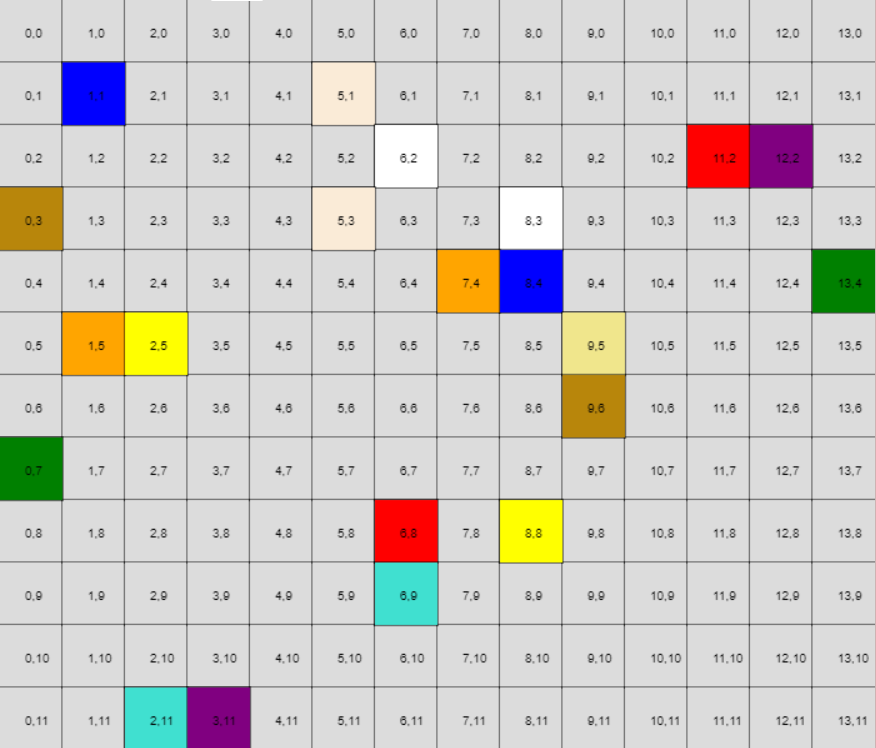 0,0 1,0 2,0 3,0 4,0 5,0 6,0 7,0 8,0 9,0 10,0 11,0 12,0 13,0
0,1 1,1 2,1 3,1 4,1 5,1 6,1 7,1 8,1 9,1 10,1 11,1 12,1 13,1
0,2 1,2 2,2 3,2 4,2 5,2 6,2 7,2 8,2 9,2 10,2 11,2 12,2 13,2
0,3 1,3 2,3 3,3 4,3 5,3 6,3 7,3 8,3 9,3 10,3 11,3 12,3 13,3
0,4 1,4 2,4 3,4 4,4 5,4 6,4 7,4 8,4 9,4 10,4 11,4 12,4 13,4
0,5 1,5 2,5 3,5 4,5 5,5 6,5 7,5 8,5 9,5 10,5 11,5 12,5 13,5
0,6 1,6 2,6 3,6 4,6 5,6 6,6 7,6 8,6 9,6 10,6 11,6 12,6 13,6
0,7 1,7 2,7 3,7 4,7 5,7 6,7 7,7 8,7 9,7 10,7 11,7 12,7 13,7
0,8 1,8 2,8 3,8 4,8 5,8 6,8 7,8 8,8 9,8 10,8 11,8 12,8 13,8
0,9 1,9 2,9 3,9 4,9 5,9 6,9 7,9 8,9 9,9 10,9 11,9 12,9 13,9
0,10 1,10 2,10 3,10 4,10 5,10 6,10 7,10 8,10 9,10 10,10 11,10 12,10 13,10
0,11 1,11 2,11 3,11 4,11 5,11 6,11 7,11 8,11 9,11 10,11 11,11 12,11 13,11